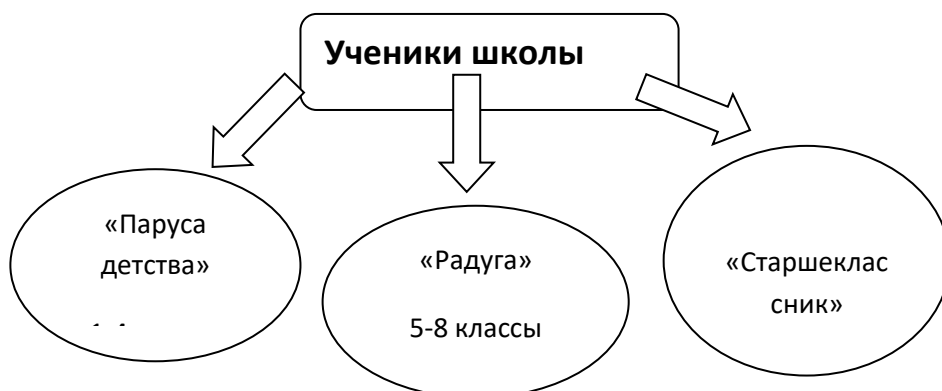 Ученики школы
«Паруса
детства»
«Радуга»
5-8 классы
«Старшеклас
сник»